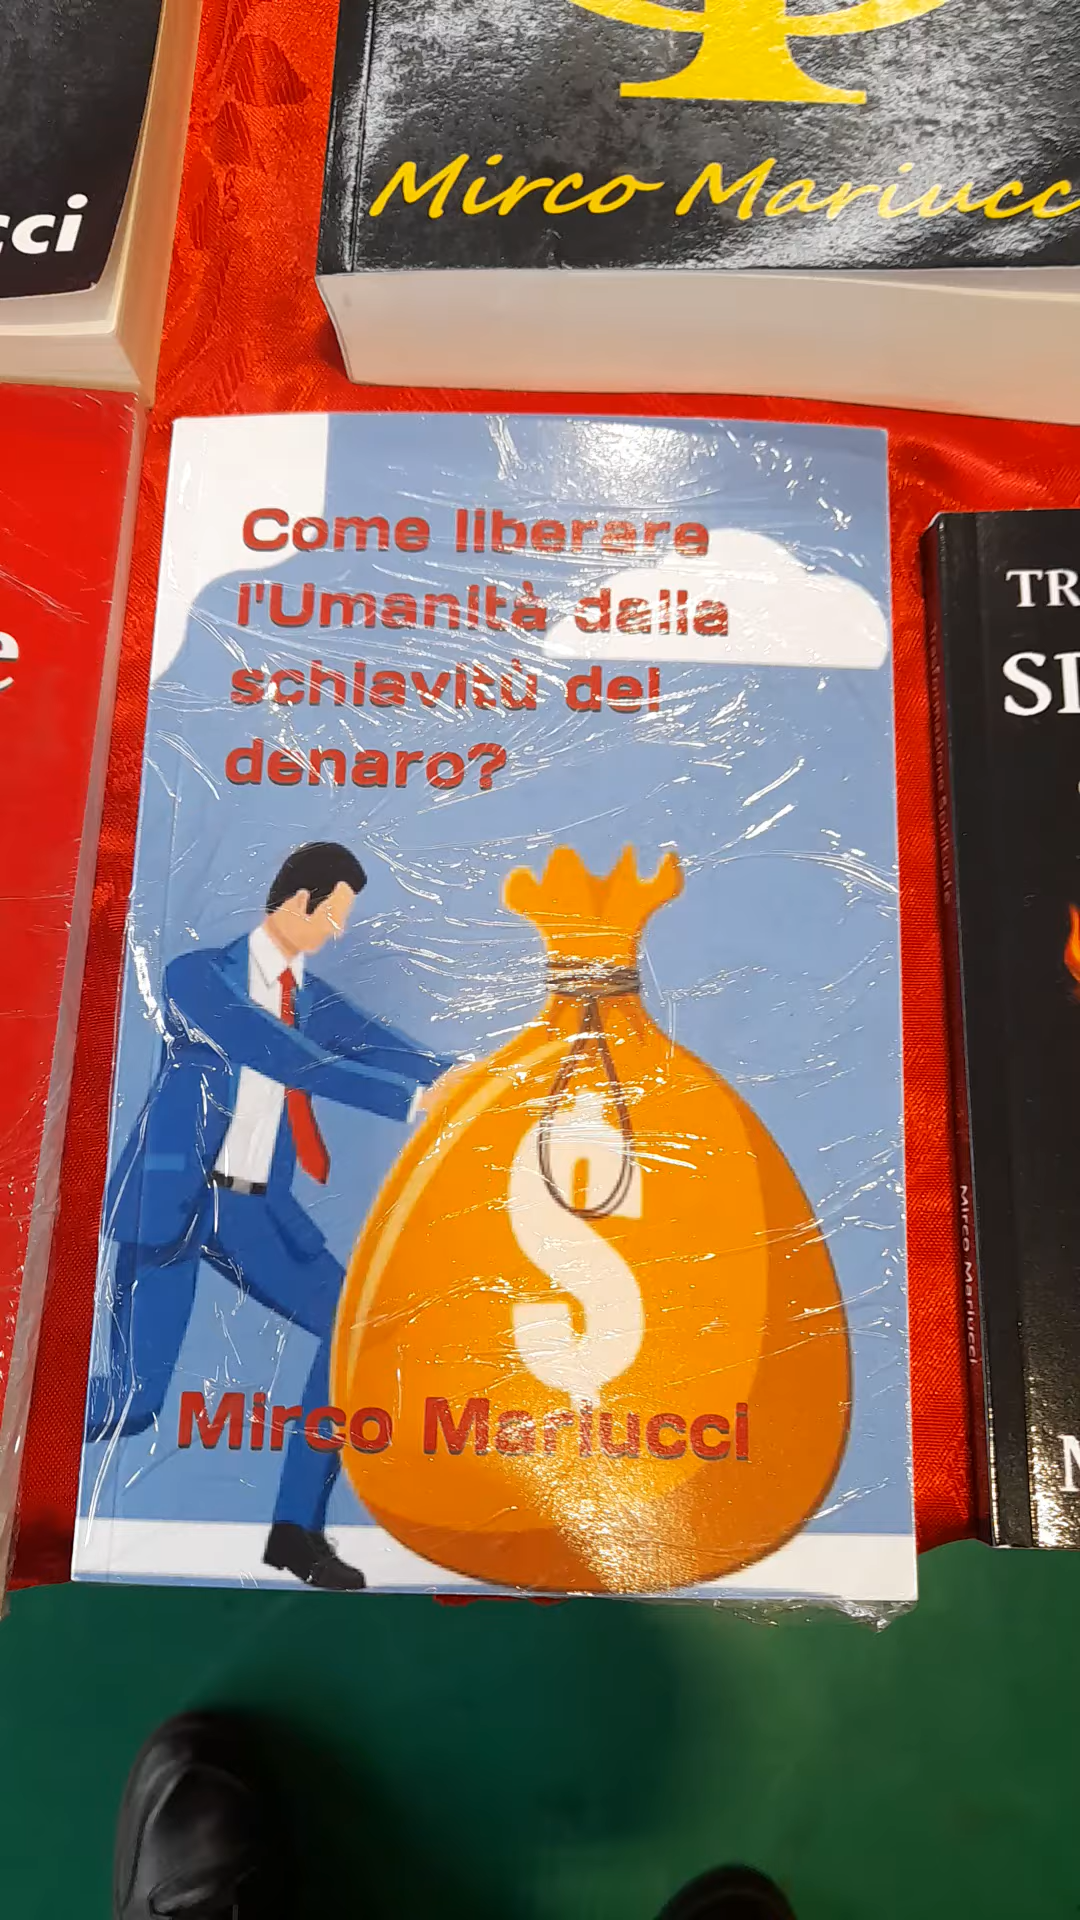 cci
Mirco Mariucc
Come liberare
l'Umanità dalla
schiavitù del
denaro?
$
Mirco Mariucci
e
TR
SI
Mirco Mariucci
M